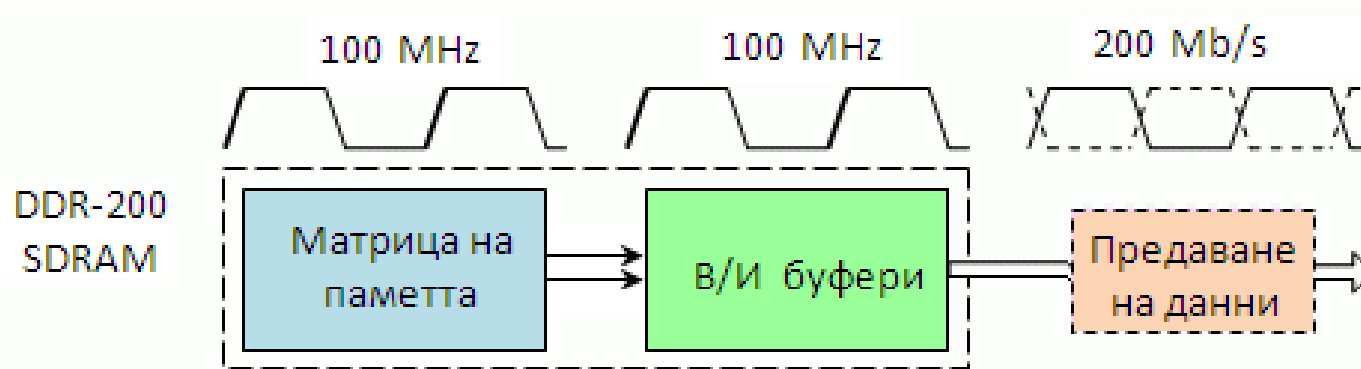 100 MHz
100 MHz
200 Mb/s
DDR-200
SDRAM
Матрица на
паметта
В/И буфери
Предаване
на данни